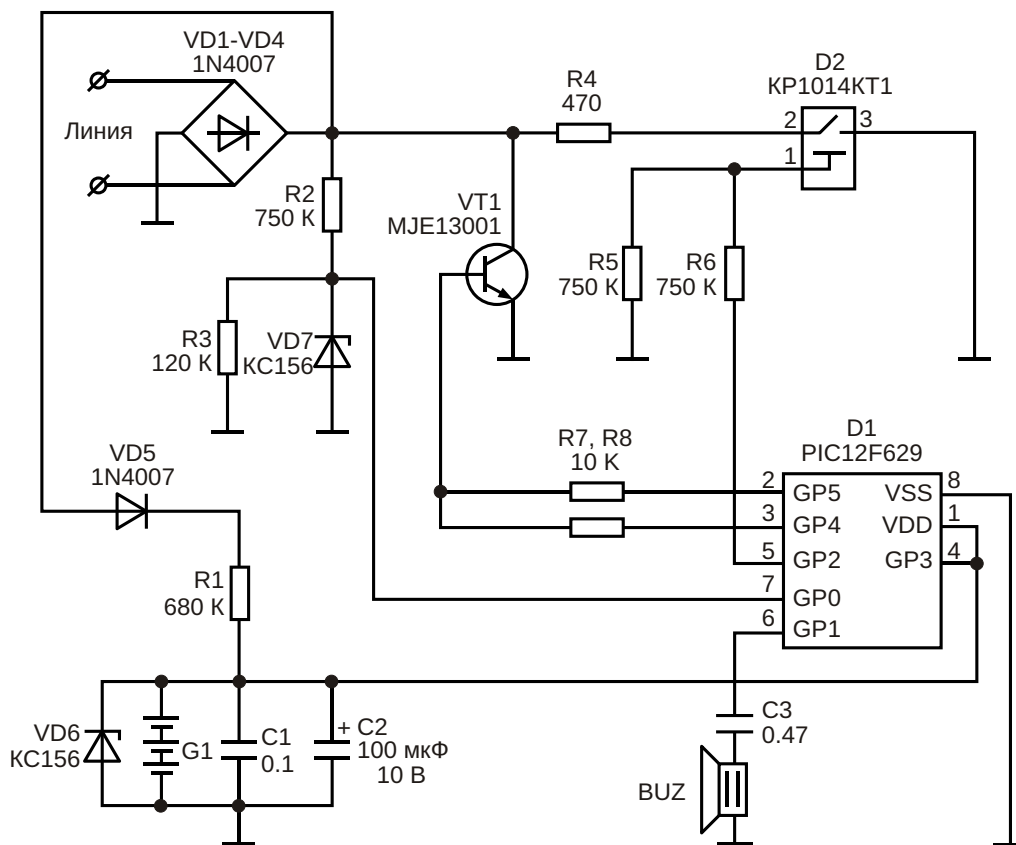 VD1-VD4
1N4007
Линия
R4
470
D2
КР1014КТ1
2
3
1
R2
750 К
VT1
MJE13001
R5
750 К
R6
750 К
R3
120 К
VD7
КС156
VD5
1N4007
R7, R8
10 К
D1
PIC12F629
2
GP5
VSS
8
3
GP4
VDD
1
5
GP2
GP3
4
7
GP0
6
GP1
R1
680 К
VD6
КС156
G1
C1
0.1
+ C2
100 мкФ
10 В
C3
0.47
BUZ